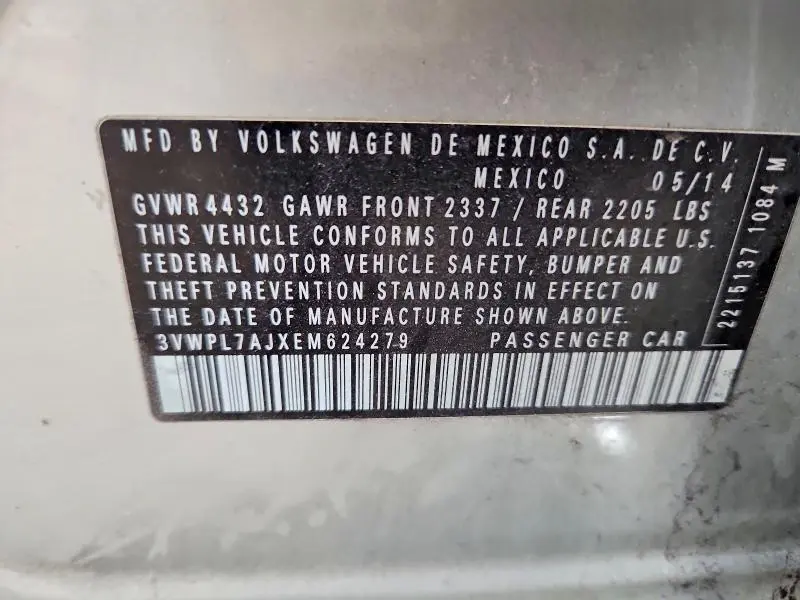 MFD BY VOLKSWAGEN DE MEXICO S.A. DE C.V.
MEXICO 05/14
GVWR 4432 GAWR FRONT 2337 / REAR 2205 LBS
THIS VEHICLE CONFORMS TO ALL APPLICABLE U.S.
FEDERAL MOTOR VEHICLE SAFETY, BUMPER AND
THEFT PREVENTION STANDARDS IN EFFECT ON
THE DATE OF MANUFACTURE SHOWN ABOVE.
3VWPL7AJXEM624279 PASSENGER CAR
2215137 1084 M